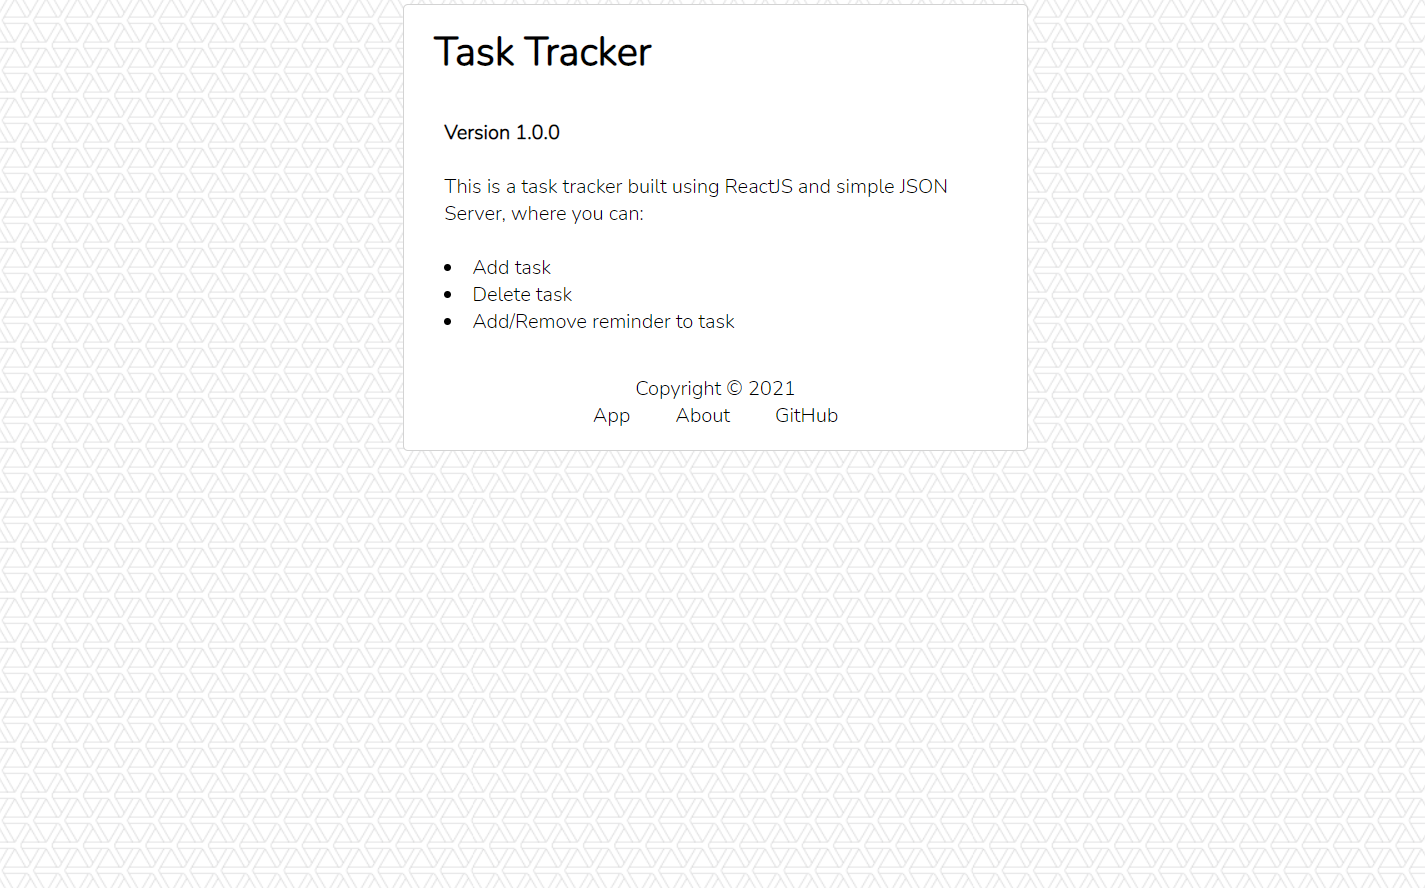 Task Tracker
Version 1.0.0
This is a task tracker built using ReactJS and simple JSON
Server, where you can:
Add task
Delete task
Add/Remove reminder to task
Copyright © 2021
App About GitHub